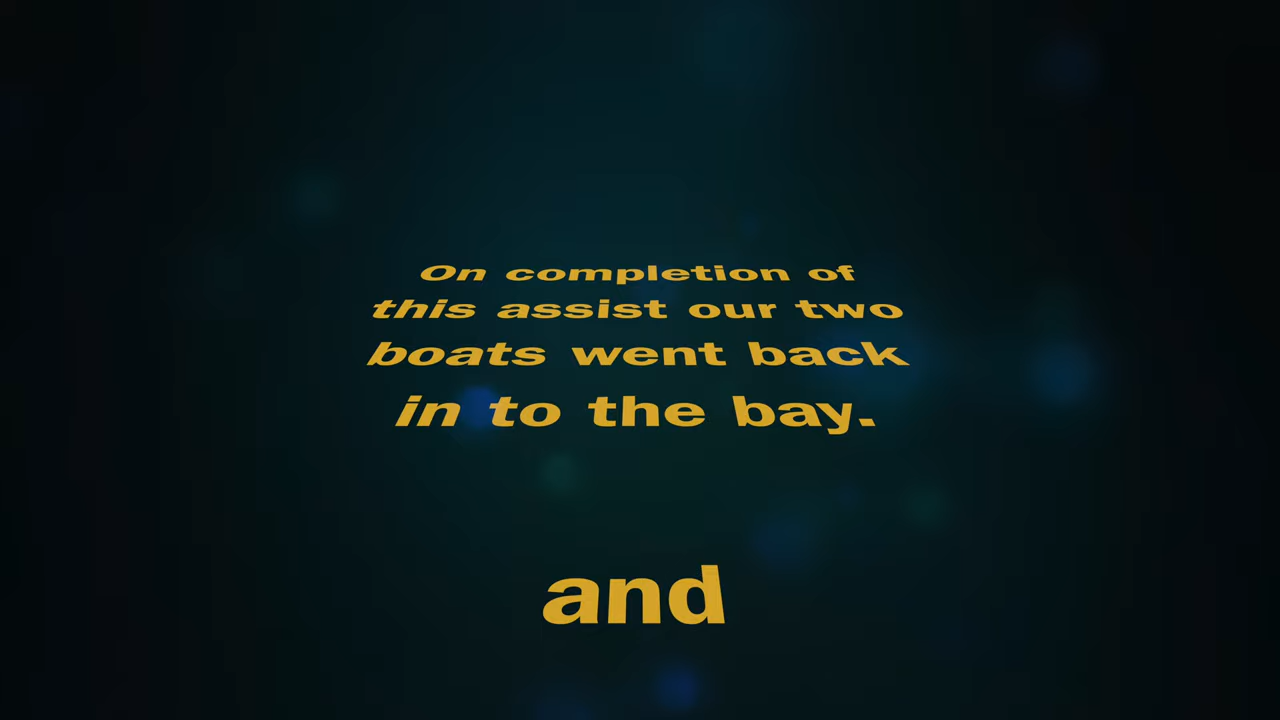 On completion of
this assist our two
boats went back
in to the bay.
and